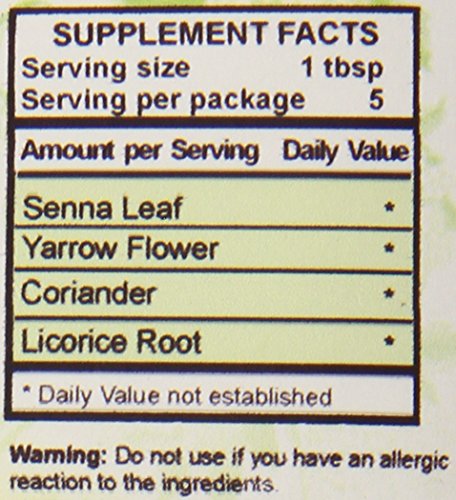 SUPPLEMENT FACTS
Serving size 1 tbsp
Serving per package 5
Amount per Serving Daily Value
Senna Leaf *
Yarrow Flower *
Coriander *
Licorice Root *
* Daily Value not established
Warning: Do not use if you have an allergic
reaction to the ingredients.